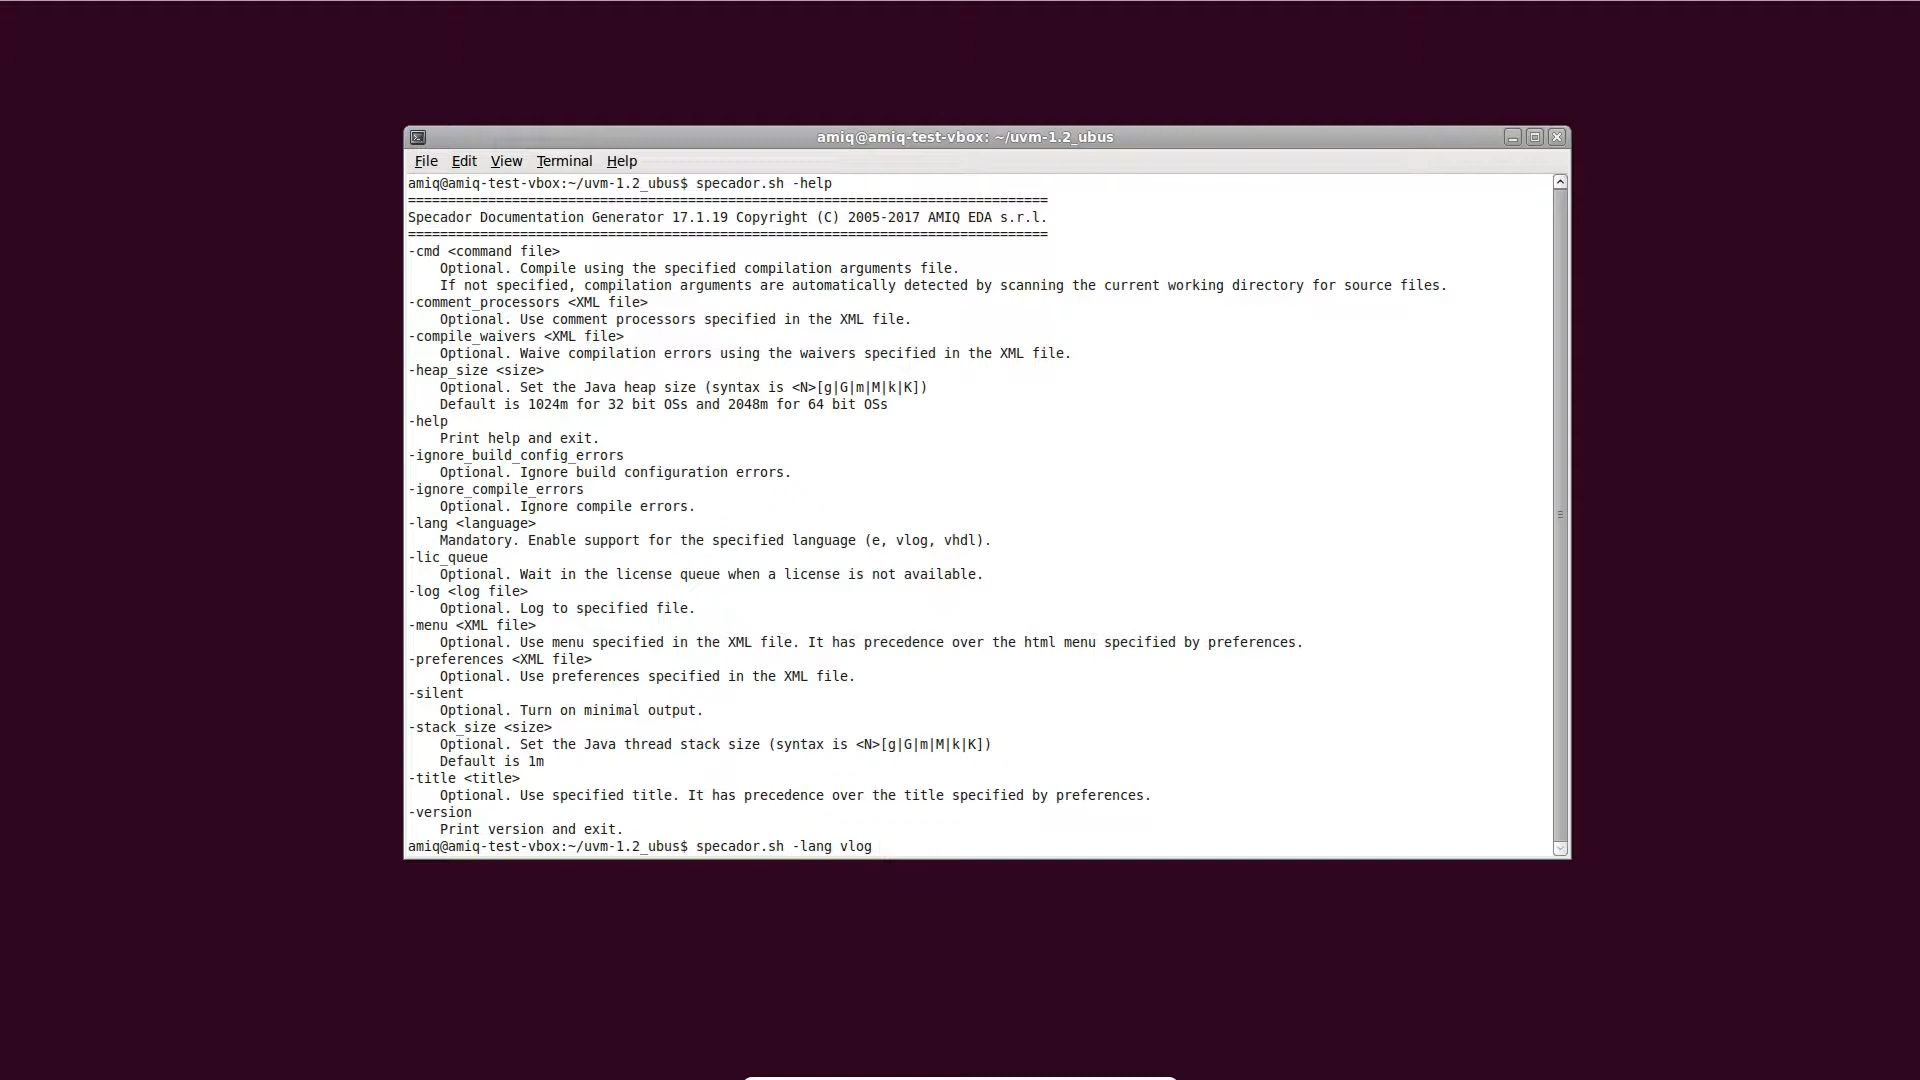 amiq@amiq-test-vbox: ~/uvm-1.2_ubus
File Edit View Terminal Help
amiq@amiq-test-vbox:~/uvm-1.2_ubus$ specador.sh -help
================================================================================
Specador Documentation Generator 17.1.19 Copyright (C) 2005-2017 AMIQ EDA s.r.l.
================================================================================
-cmd <command file>
    Optional. Compile using the specified compilation arguments file.
    If not specified, compilation arguments are automatically detected by scanning the current working directory for source files.
-comment_processors <XML file>
    Optional. Use comment processors specified in the XML file.
-compile_waivers <XML file>
    Optional. Waive compilation errors using the waivers specified in the XML file.
-heap_size <size>
    Optional. Set the Java heap size (syntax is <N>[g|G|m|M|k|K])
    Default is 1024m for 32 bit OSs and 2048m for 64 bit OSs
-help
    Print help and exit.
-ignore_build_config_errors
    Optional. Ignore build configuration errors.
-ignore_compile_errors
    Optional. Ignore compile errors.
-lang <language>
    Mandatory. Enable support for the specified language (e, vlog, vhdl).
-lic_queue
    Optional. Wait in the license queue when a license is not available.
-log <log file>
    Optional. Log to specified file.
-menu <XML file>
    Optional. Use menu specified in the XML file. It has precedence over the html menu specified by preferences.
-preferences <XML file>
    Optional. Use preferences specified in the XML file.
-silent
    Optional. Turn on minimal output.
-stack_size <size>
    Optional. Set the Java thread stack size (syntax is <N>[g|G|m|M|k|K])
    Default is 1m
-title <title>
    Optional. Use specified title. It has precedence over the title specified by preferences.
-version
    Print version and exit.
amiq@amiq-test-vbox:~/uvm-1.2_ubus$ specador.sh -lang vlog